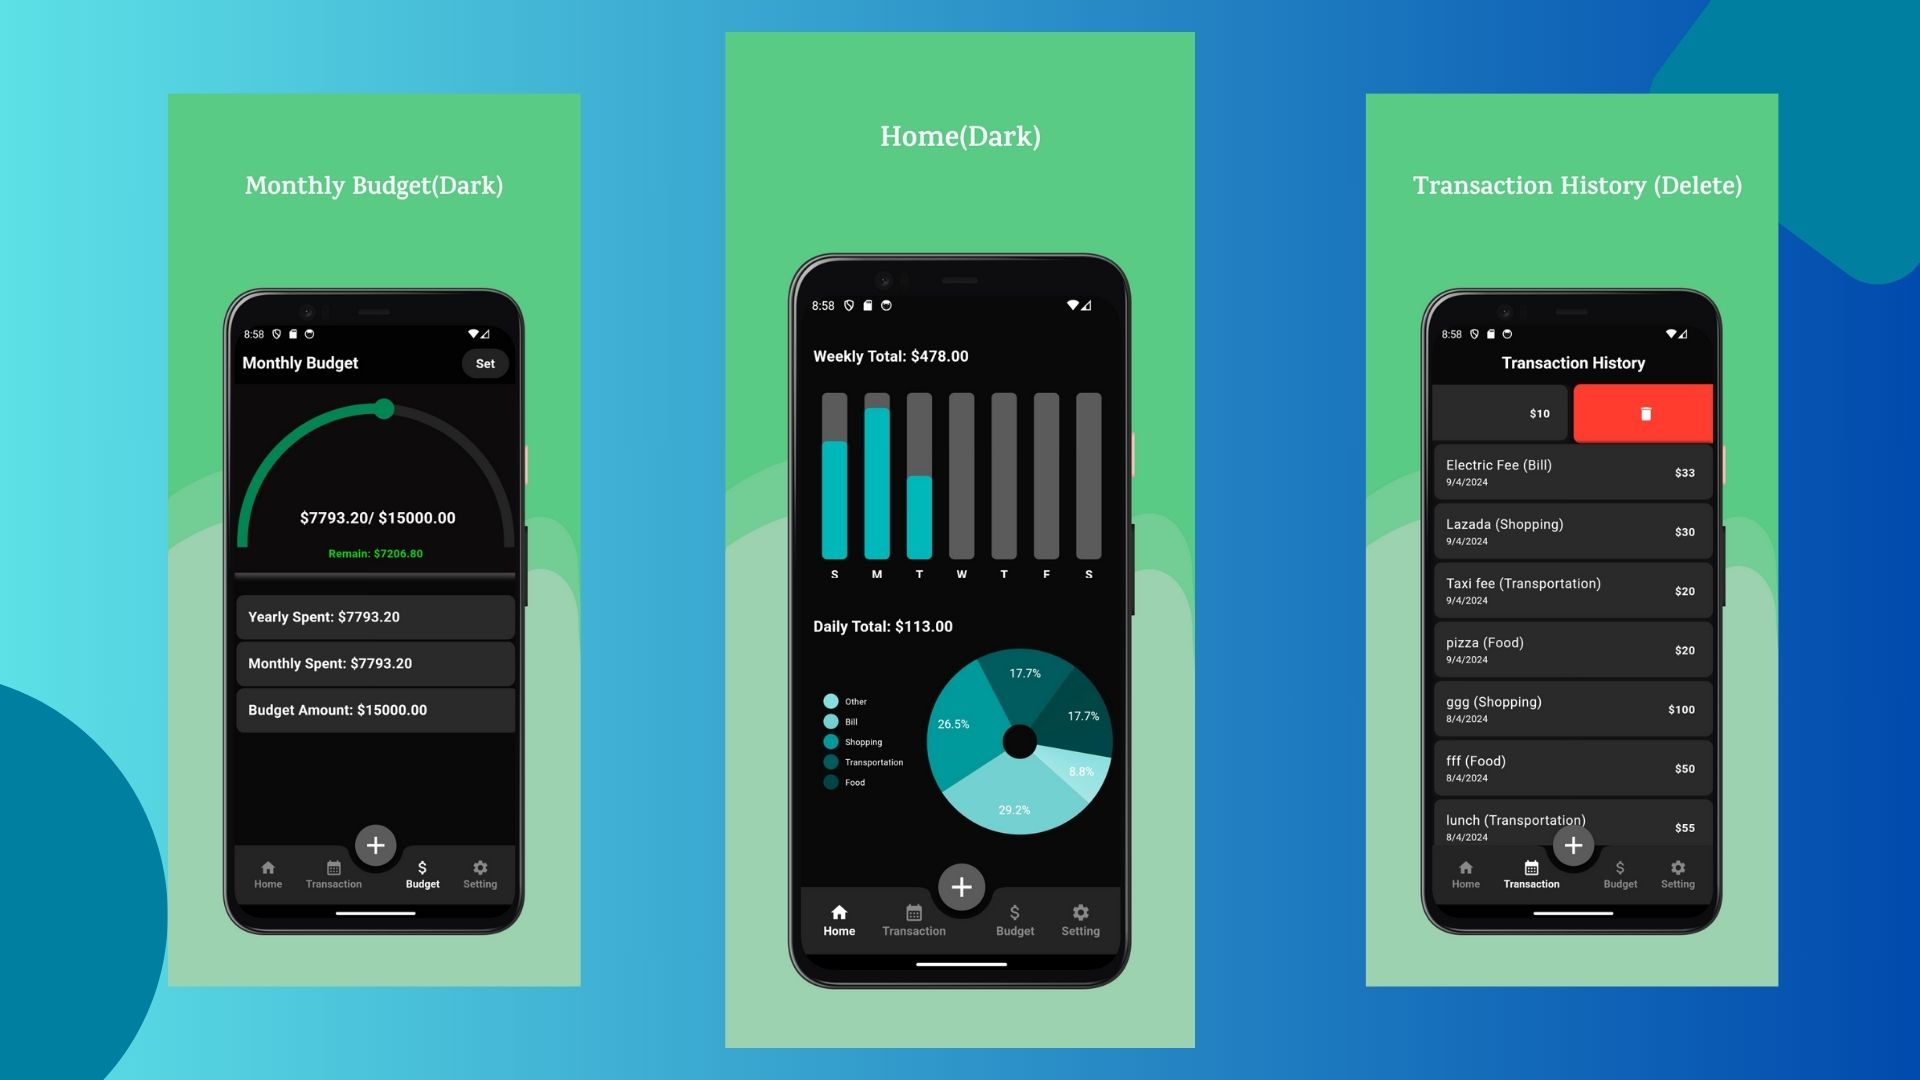 Monthly Budget(Dark)
8:58
Monthly Budget
Set
$7793.20/ $15000.00
Remain: $7206.80
Yearly Spent: $7793.20
Monthly Spent: $7793.20
Budget Amount: $15000.00
+
Home
Transaction
$
Budget
Setting
Home(Dark)
8:58
Weekly Total: $478.00
S M T W T F S
Daily Total: $113.00
Other
Bill
Shopping
Transportation
Food
17.7%
17.7%
26.5%
8.8%
29.2%
+
Home
Transaction
$
Budget
Setting
Transaction History (Delete)
8:58
Transaction History
$10
Electric Fee (Bill)
9/4/2024
$33
Lazada (Shopping)
9/4/2024
$30
Taxi fee (Transportation)
9/4/2024
$20
pizza (Food)
9/4/2024
$20
ggg (Shopping)
8/4/2024
$100
fff (Food)
8/4/2024
$50
lunch (Transportation)
8/4/2024
$55
+
Home
Transaction
$
Budget
Setting